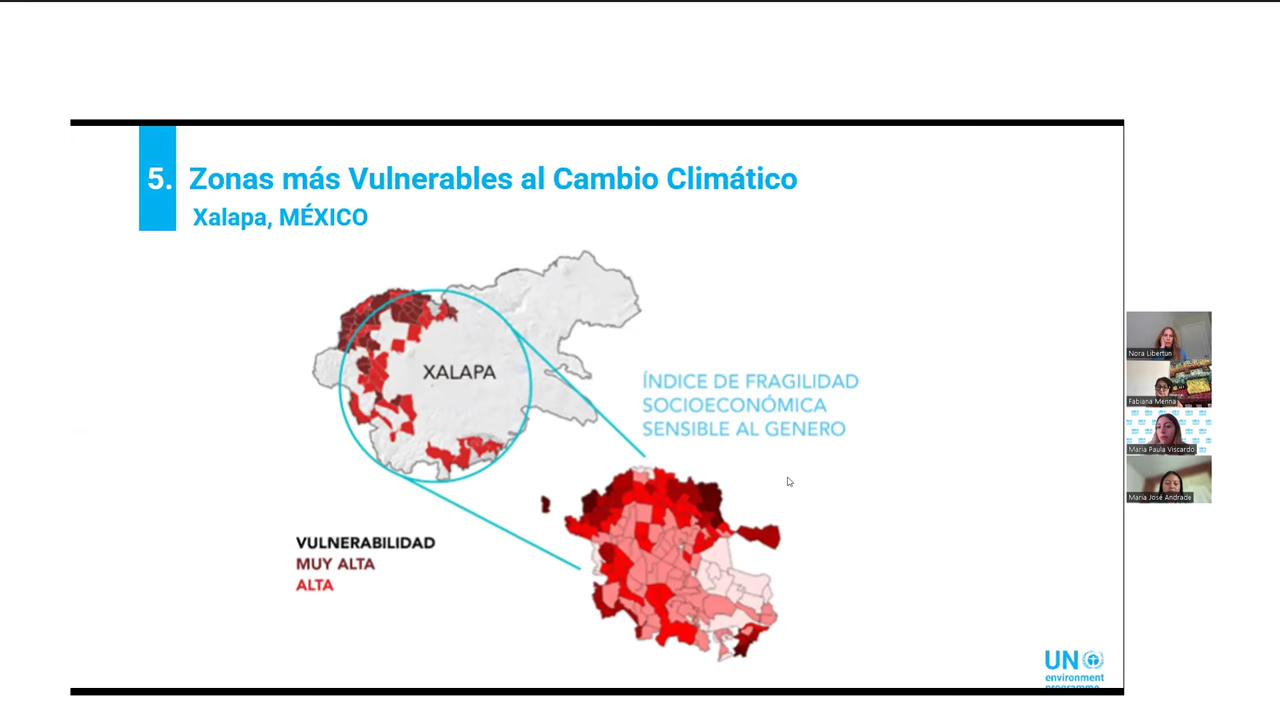 5. Zonas más Vulnerables al Cambio Climático
Xalapa, MÉXICO
XALAPA
ÍNDICE DE FRAGILIDAD
SOCIOECONÓMICA
SENSIBLE AL GENERO
VULNERABILIDAD
MUY ALTA
ALTA
UN
environment
programme
Nora Libertun
Fabiana Menna
Maria Paula Viscardo
Maria José Andrade